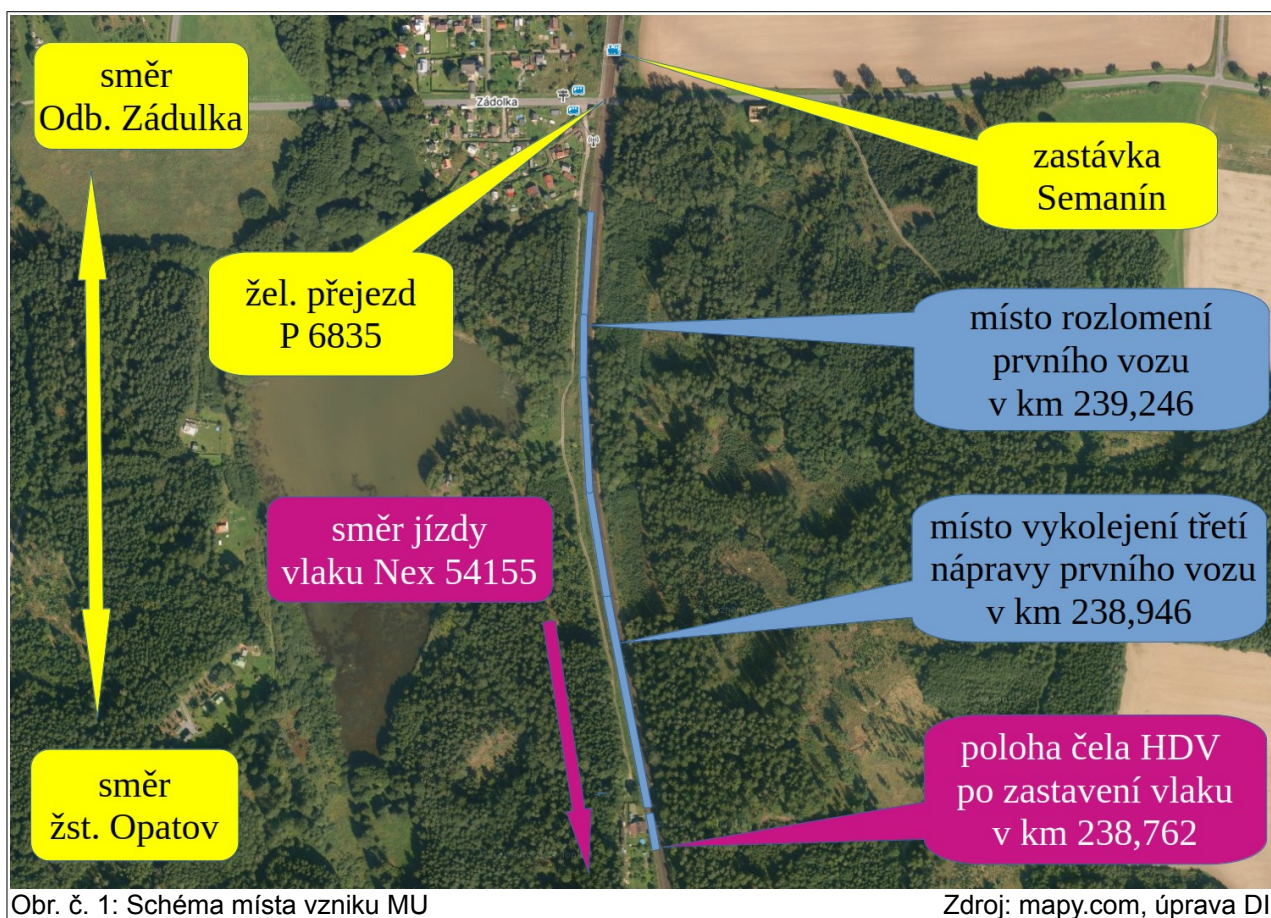 směr
Odb. Zádulka
Zádolka
zastávka
Semanín
žel. přejezd
P 6835
místo rozlomení
prvního vozu
v km 239,246
směr jízdy
vlaku Nex 54155
místo vykolejení třetí
nápravy prvního vozu
v km 238,946
směr
žst. Opatov
poloha čela HDV
po zastavení vlaku
v km 238,762
Obr. č. 1: Schéma místa vzniku MU
Zdroj: mapy.com, úprava DI